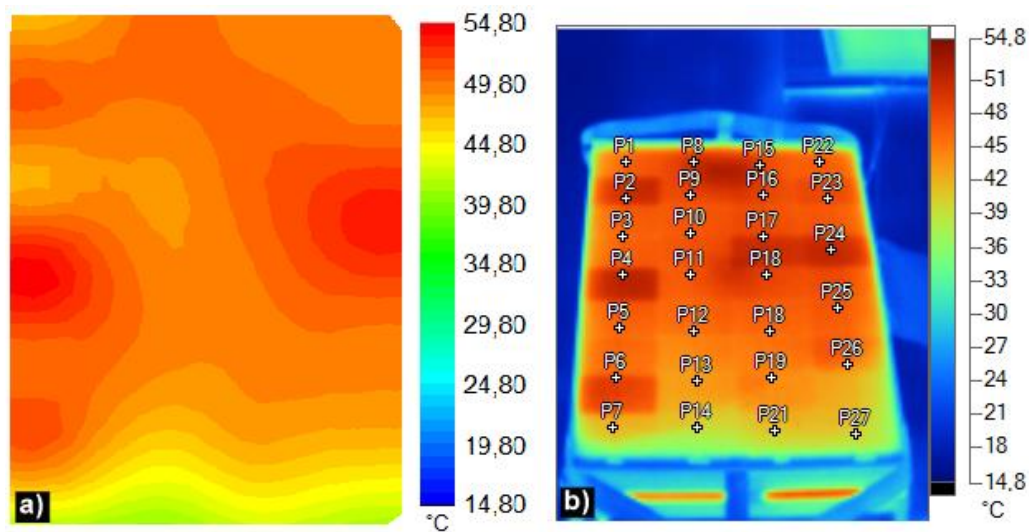 54,80
49,80
44,80
39,80
34,80
29,80
24,80
19,80
14,80
°C
a)
P1 P8 P15 P22
P2 P9 P16 P23
P3 P10 P17 P24
P4 P11 P18
P5 P12 P18 P25
P6 P13 P19 P26
P7 P14 P21 P27
b)
54,8
51
48
45
42
39
36
33
30
27
24
21
18
14,8
°C